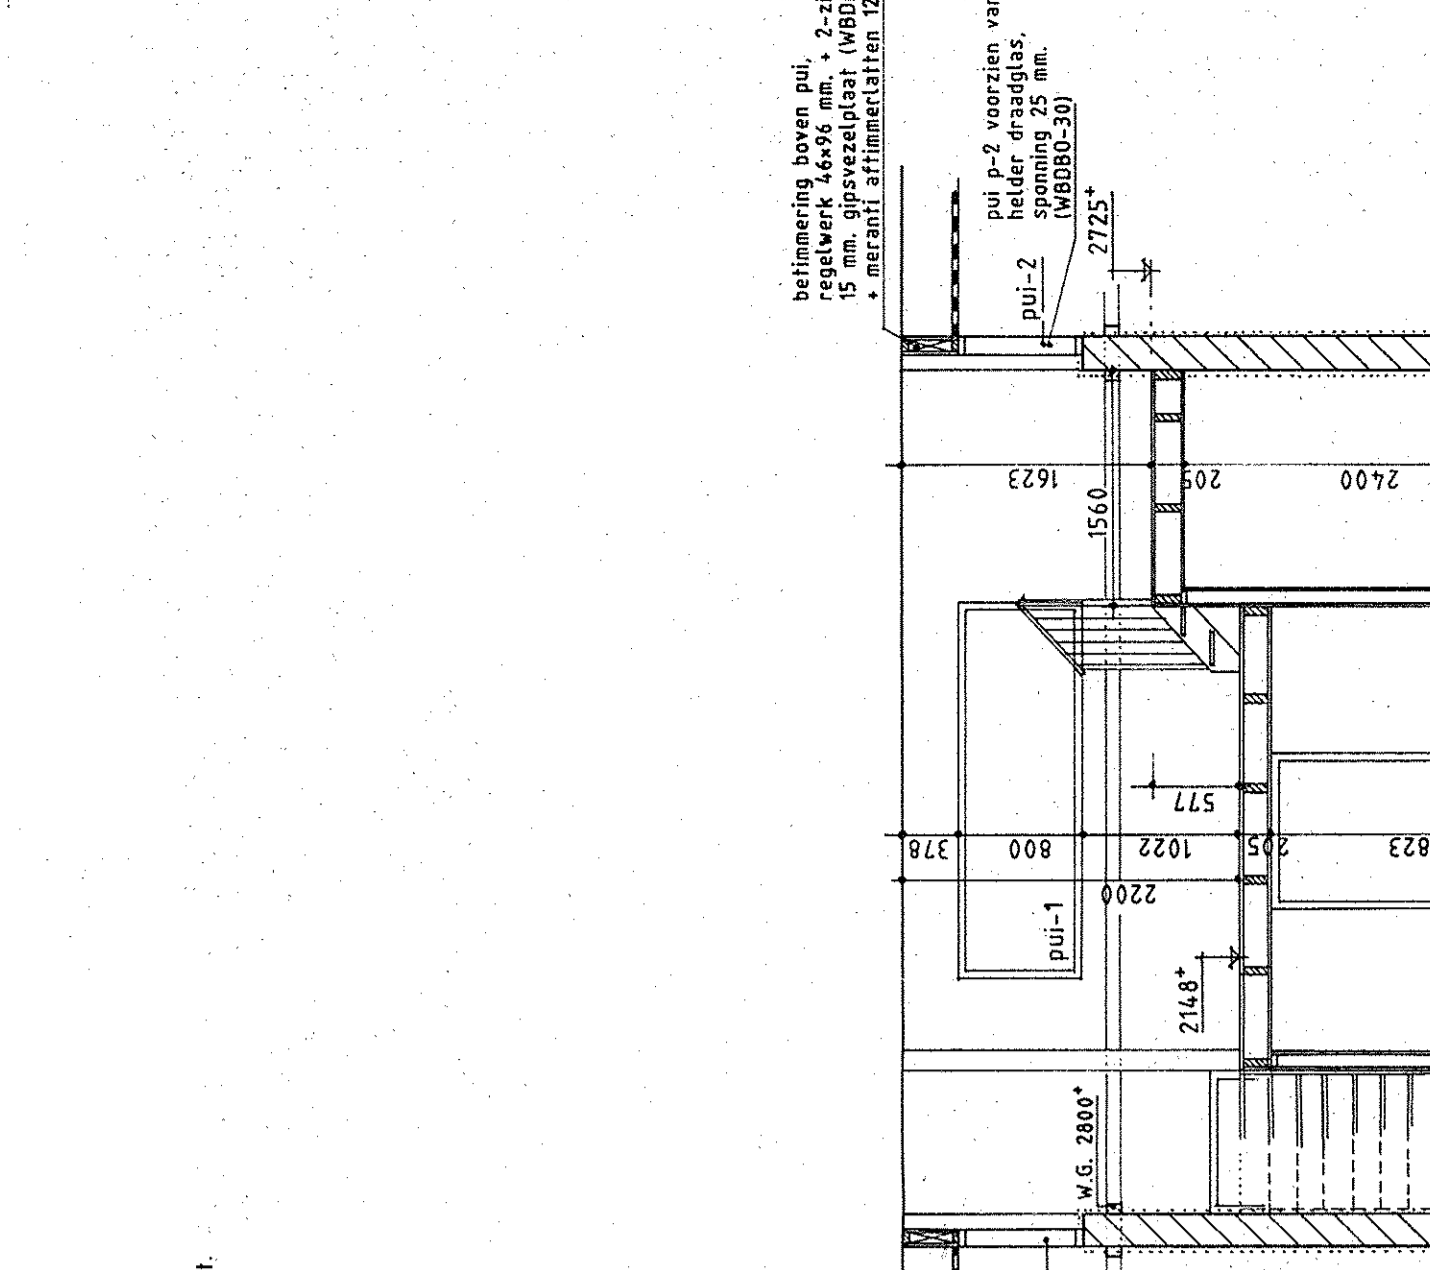 betimmering boven pui,
regelwerk 46x96 mm. + 2-zi
15 mm. gipsvezelplaat (WBD
+ meranti aftimmerlatten 12
pui p-2 voorzien van
helder draadglas,
sponning 25 mm.
(WBDBO-30)
2725+
pui-2
1623
205
2400
1560
577
378
800
1022
205
823
2200
pui-1
2148+
W.G. 2800+
t.